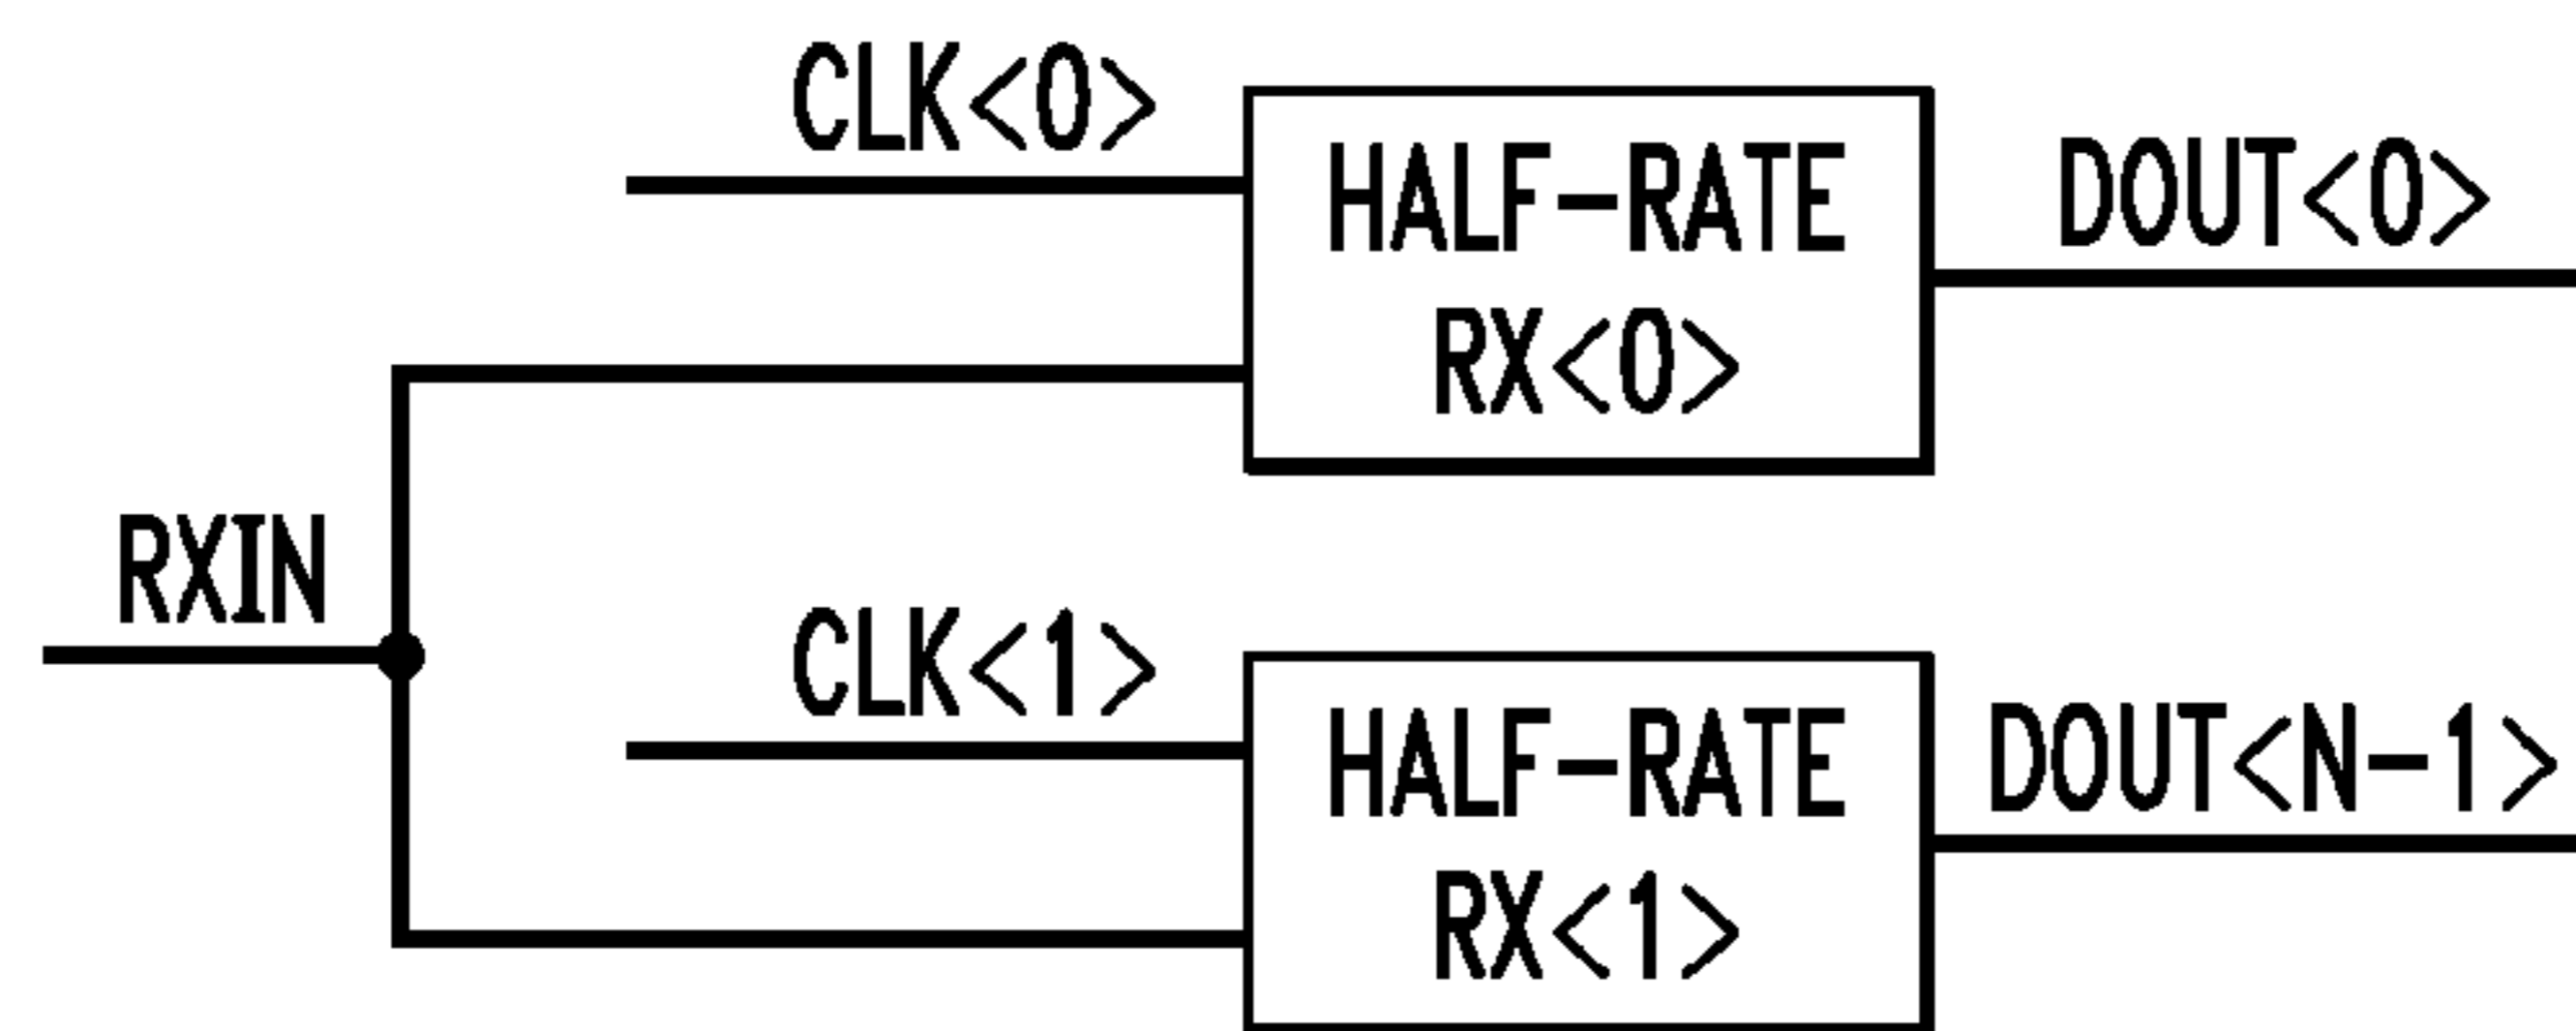 CLK<0>
HALF-RATE
RX<0>
DOUT<0>
RXIN
CLK<1>
HALF-RATE
RX<1>
DOUT<N-1>